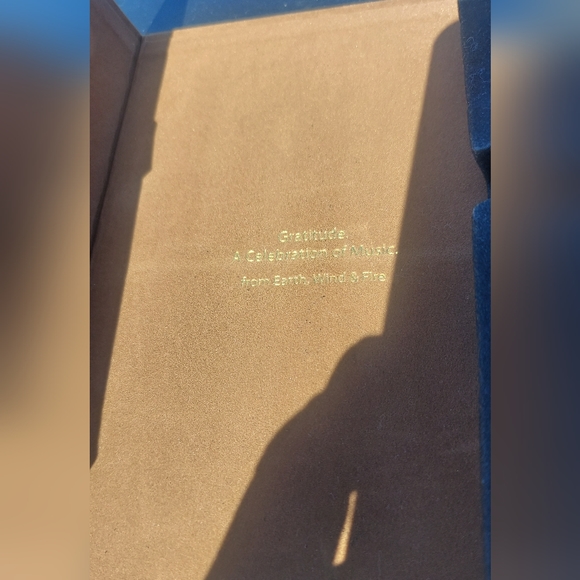 Gratitude.
A Celebration of Music.
from Earth, Wind & Fire